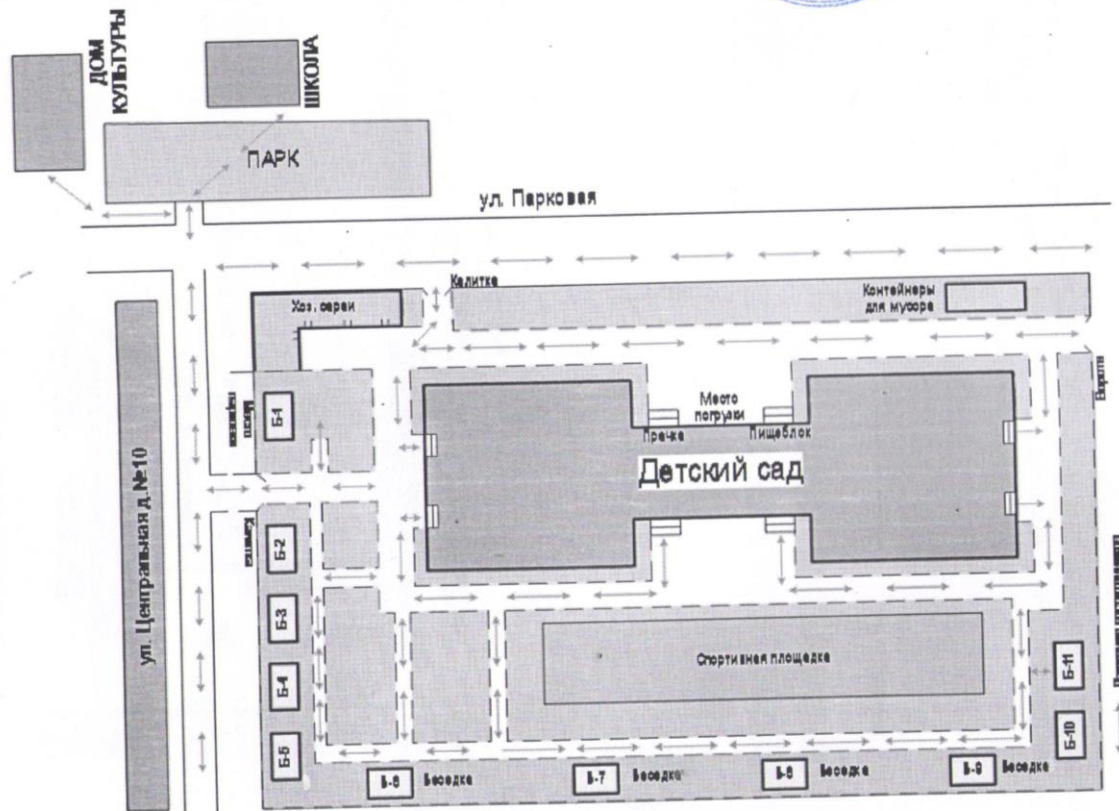 ДОМ
КУЛЬТУРЫ
ШКОЛА
ПАРК
ул. Парковая
Калитка
Хоз. сараи
Контейнеры
для мусора
ул. Центральная д.№10
Б-1
Место
погрузки
Прачка
Пищеблок
Ворота
Детский сад
Калитка
Б-2
Б-3
Б-4
Б-5
Спортивная площадка
Б-11
Б-10
Б-6 Беседка
Б-7 Беседка
Б-8 Беседка
Б-9 Беседка